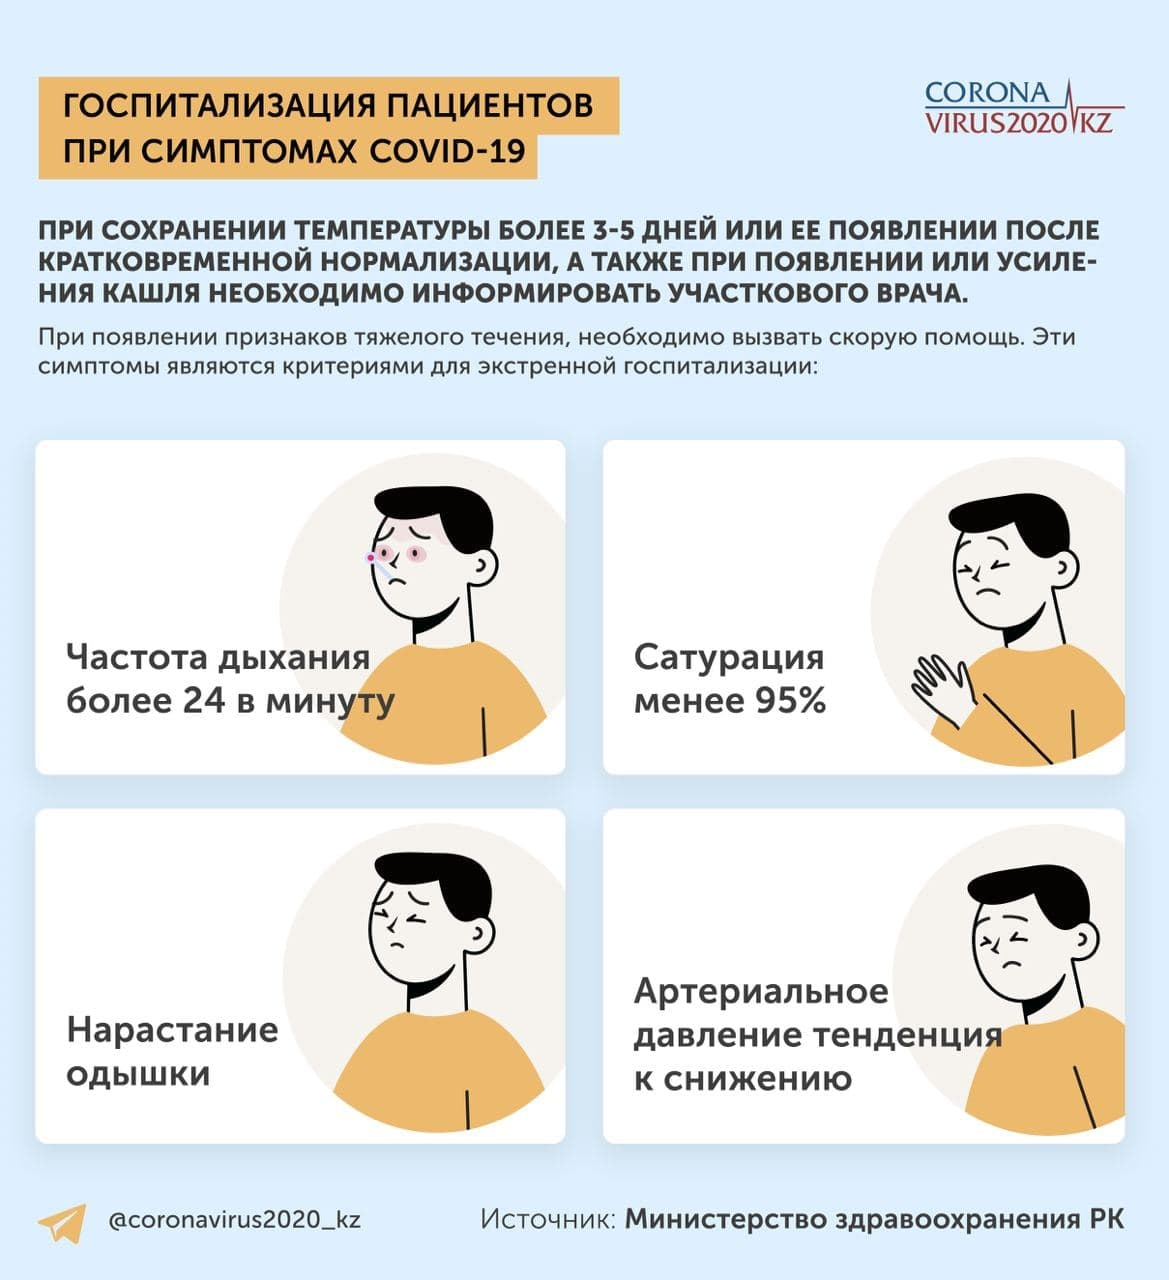 ГОСПИТАЛИЗАЦИЯ ПАЦИЕНТОВ
ПРИ СИМПТОМАХ COVID-19
CORONA
VIRUS2020 KZ
ПРИ СОХРАНЕНИИ ТЕМПЕРАТУРЫ БОЛЕЕ 3-5 ДНЕЙ ИЛИ ЕЕ ПОЯВЛЕНИИ ПОСЛЕ
КРАТКОВРЕМЕННОЙ НОРМАЛИЗАЦИИ, А ТАКЖЕ ПРИ ПОЯВЛЕНИИ ИЛИ УСИЛЕ-
НИЯ КАШЛЯ НЕОБХОДИМО ИНФОРМИРОВАТЬ УЧАСТКОВОГО ВРАЧА.
При появлении признаков тяжелого течения, необходимо вызвать скорую помощь. Эти
симптомы являются критериями для экстренной госпитализации:
Частота дыхания
более 24 в минуту
Сатурация
менее 95%
Нарастание
одышки
Артериальное
давление тенденция
к снижению
@coronavirus2020_kz
Источник: Министерство здравоохранения РК